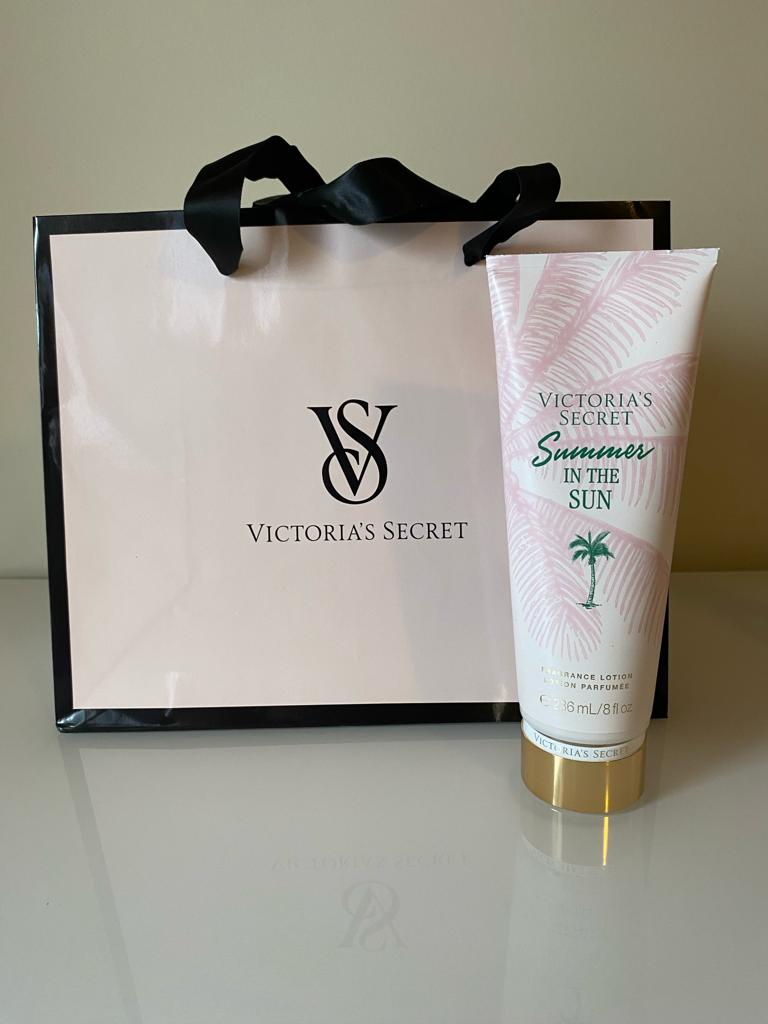 VS
VICTORIA'S SECRET
VICTORIA'S
SECRET
Summer
IN THE
SUN
FRAGRANCE LOTION
LOTION PARFUMÉE
℮ 236 mL/8 fl oz
VICTORIA'S SECRET